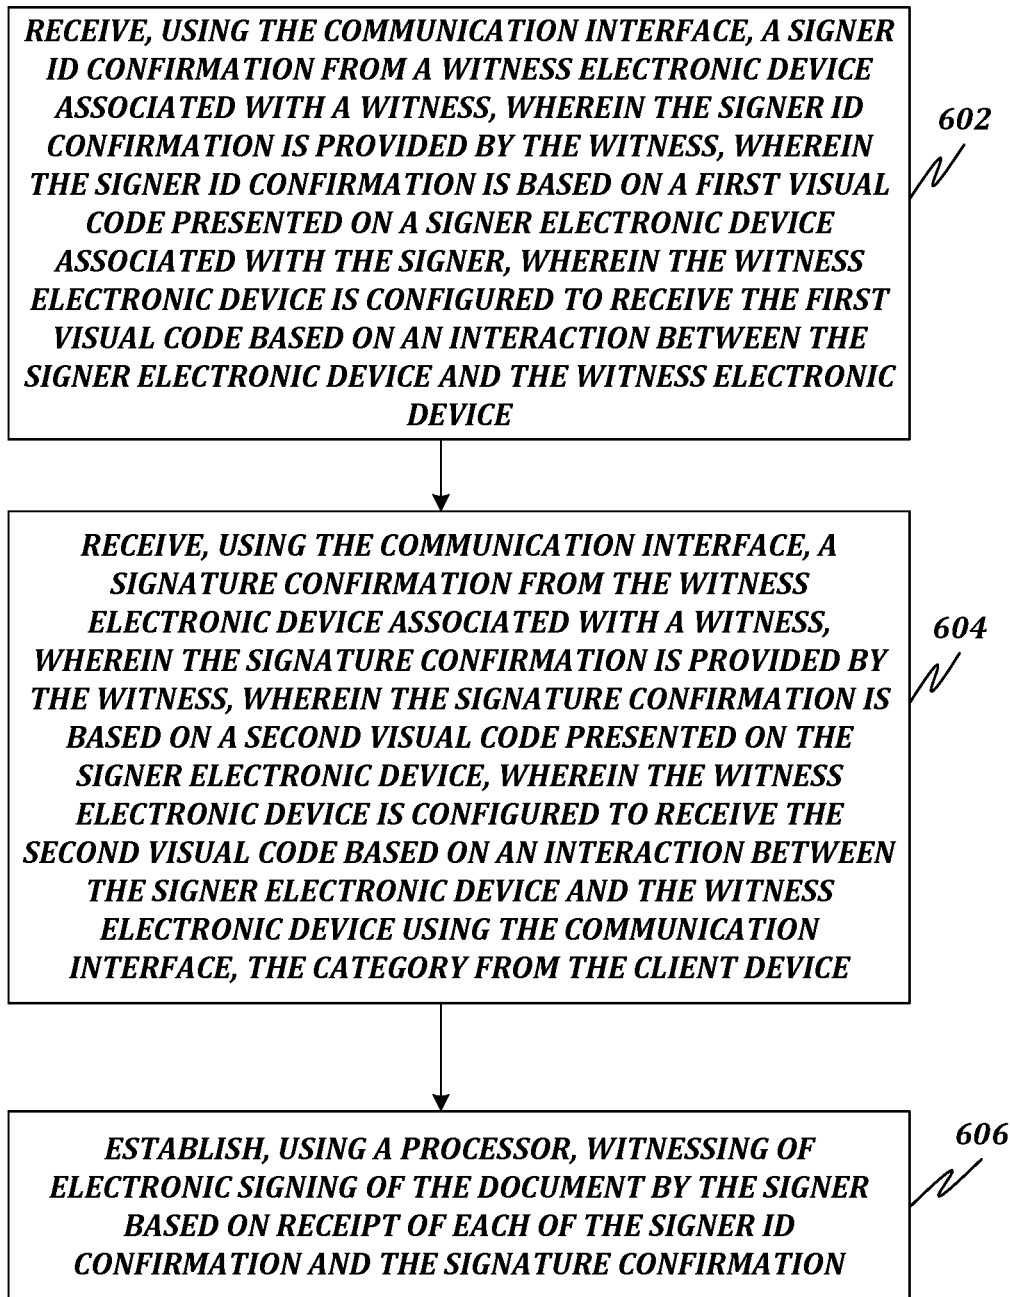 RECEIVE, USING THE COMMUNICATION INTERFACE, A SIGNER
ID CONFIRMATION FROM A WITNESS ELECTRONIC DEVICE
ASSOCIATED WITH A WITNESS, WHEREIN THE SIGNER ID
CONFIRMATION IS PROVIDED BY THE WITNESS, WHEREIN
THE SIGNER ID CONFIRMATION IS BASED ON A FIRST VISUAL
CODE PRESENTED ON A SIGNER ELECTRONIC DEVICE
ASSOCIATED WITH THE SIGNER, WHEREIN THE WITNESS
ELECTRONIC DEVICE IS CONFIGURED TO RECEIVE THE FIRST
VISUAL CODE BASED ON AN INTERACTION BETWEEN THE
SIGNER ELECTRONIC DEVICE AND THE WITNESS ELECTRONIC
DEVICE
602
RECEIVE, USING THE COMMUNICATION INTERFACE, A
SIGNATURE CONFIRMATION FROM THE WITNESS
ELECTRONIC DEVICE ASSOCIATED WITH A WITNESS,
WHEREIN THE SIGNATURE CONFIRMATION IS PROVIDED BY
THE WITNESS, WHEREIN THE SIGNATURE CONFIRMATION IS
BASED ON A SECOND VISUAL CODE PRESENTED ON THE
SIGNER ELECTRONIC DEVICE, WHEREIN THE WITNESS
ELECTRONIC DEVICE IS CONFIGURED TO RECEIVE THE
SECOND VISUAL CODE BASED ON AN INTERACTION BETWEEN
THE SIGNER ELECTRONIC DEVICE AND THE WITNESS
ELECTRONIC DEVICE USING THE COMMUNICATION
INTERFACE, THE CATEGORY FROM THE CLIENT DEVICE
604
ESTABLISH, USING A PROCESSOR, WITNESSING OF
ELECTRONIC SIGNING OF THE DOCUMENT BY THE SIGNER
BASED ON RECEIPT OF EACH OF THE SIGNER ID
CONFIRMATION AND THE SIGNATURE CONFIRMATION
606